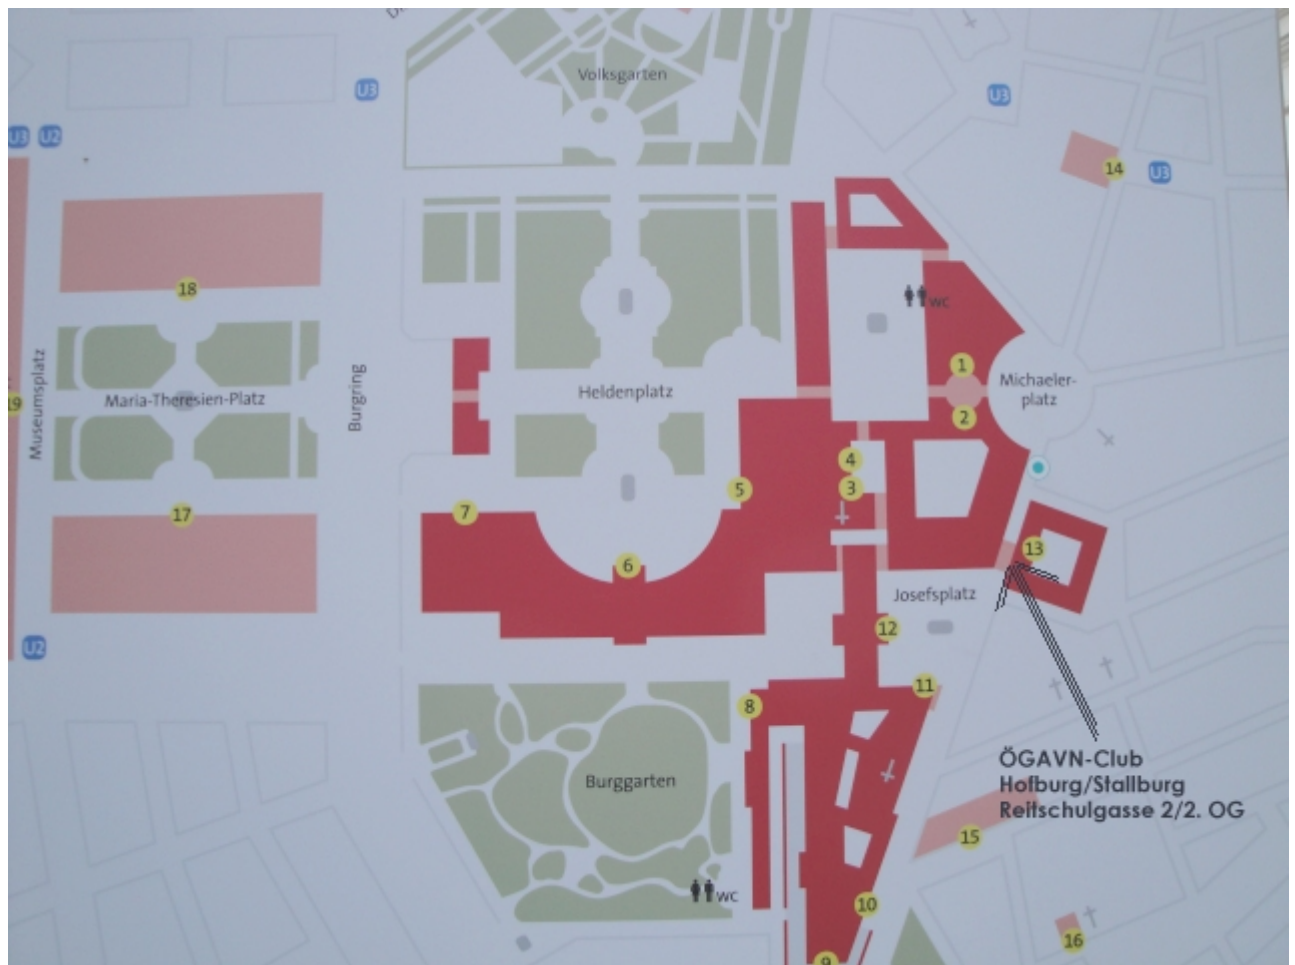 Volksgarten
U3
U3
U3
U2
14
U3
18
WC
1
Michaeler-
platz
2
Museumsplatz
Maria-Theresien-Platz
Burgring
Heldenplatz
19
4
3
5
7
17
6
13
Josefsplatz
12
U2
11
8
ÖGAVN-Club
Hofburg/Stallburg
Reitschulgasse 2/2. OG
Burggarten
15
WC
10
16
9